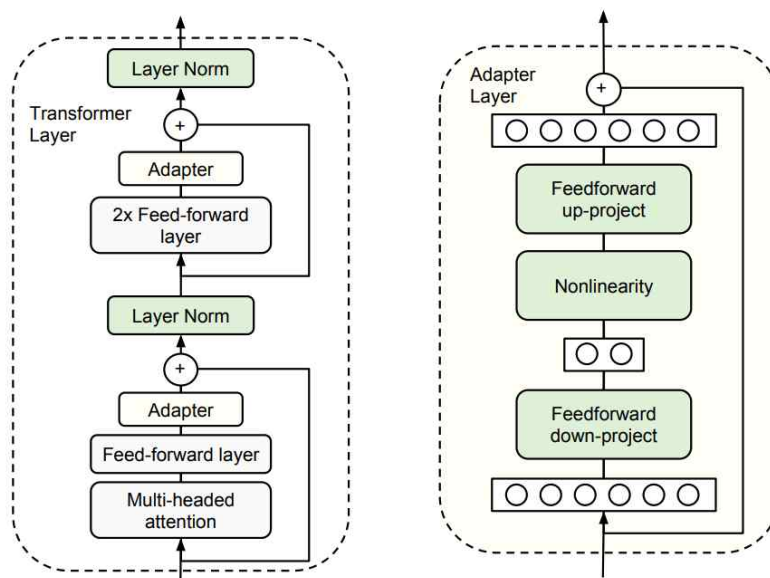 Layer Norm
Transformer
Layer
+
Adapter
2x Feed-forward
layer
Layer Norm
+
Adapter
Feed-forward layer
Multi-headed
attention
Adapter
Layer
+
Feedforward
up-project
Nonlinearity
Feedforward
down-project